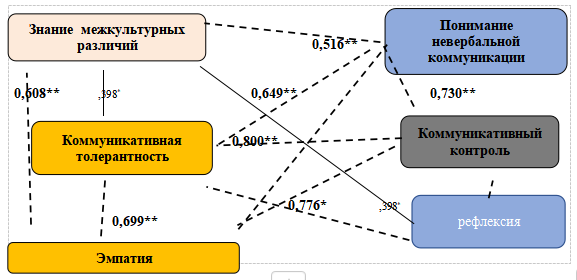 Знание межкультурных
различий
Понимание
невербальной
коммуникации
0,516**
0,608**
,398*
0,649**
0,730**
Коммуникативная
толерантность
0,800**
Коммуникативный
контроль
0,776*
,398*
0,699**
рефлексия
Эмпатия